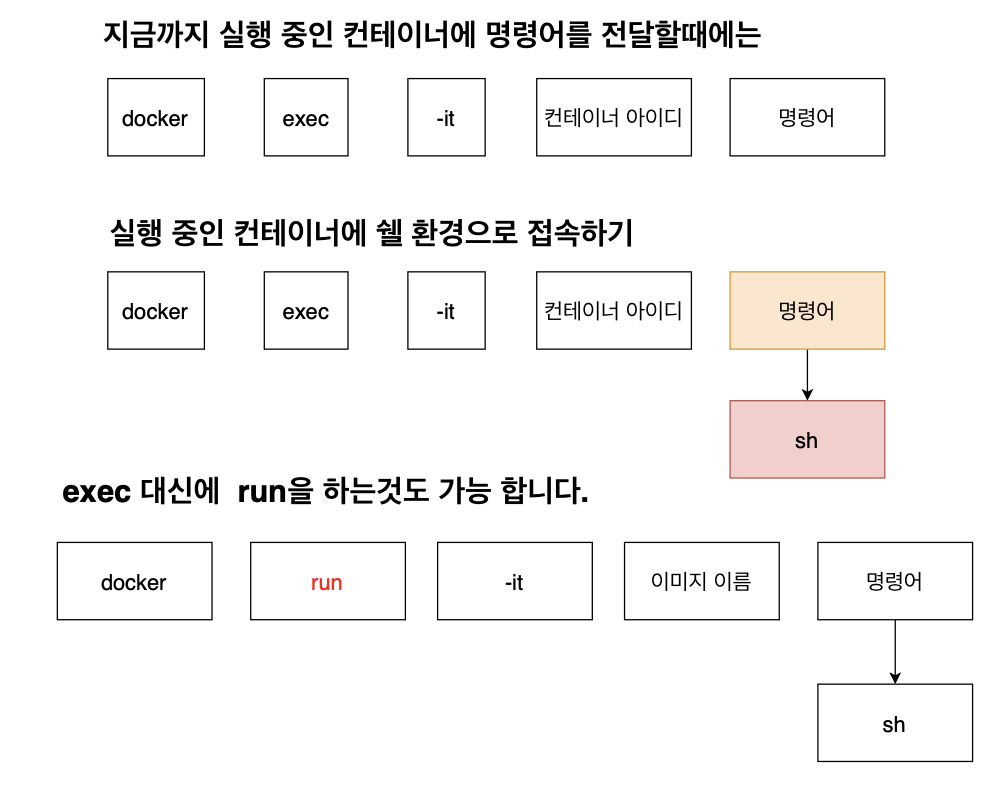 지금까지 실행 중인 컨테이너에 명령어를 전달할때에는
docker exec -it 컨테이너 아이디 명령어
실행 중인 컨테이너에 쉘 환경으로 접속하기
docker exec -it 컨테이너 아이디 명령어
sh
exec 대신에 run을 하는것도 가능 합니다.
docker run -it 이미지 이름 명령어
sh